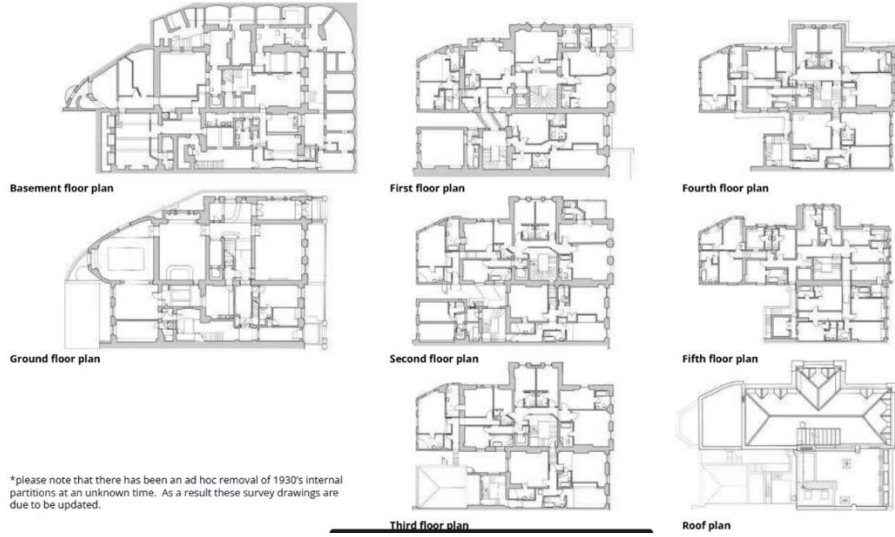 Basement floor plan
First floor plan
Fourth floor plan
Ground floor plan
Second floor plan
Fifth floor plan
*please note that there has been an ad hoc removal of 1930's internal
partitions at an unknown time. As a result these survey drawings are
due to be updated.
Third floor plan
Roof plan